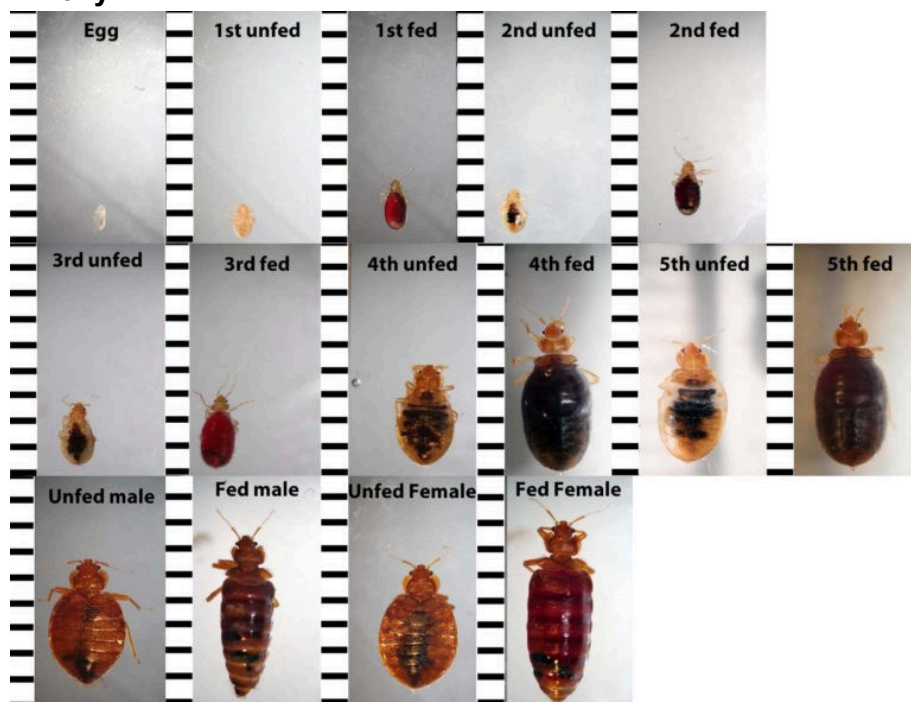 Egg
1st unfed
1st fed
2nd unfed
2nd fed
3rd unfed
3rd fed
4th unfed
4th fed
5th unfed
5th fed
Unfed male
Fed male
Unfed Female
Fed Female